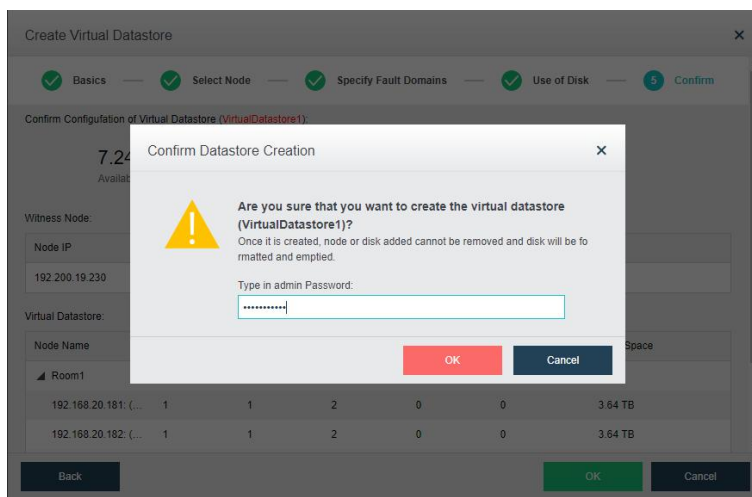 Create Virtual Datastore
Basics
Select Node
Specify Fault Domains
Use of Disk
5
Confirm
Confirm Configufation of Virtual Datastore (VirtualDatastore1):
7.24
Availab
Confirm Datastore Creation
Are you sure that you want to create the virtual datastore
(VirtualDatastore1)?
Once it is created, node or disk added cannot be removed and disk will be fo
rmatted and emptied.
Type in admin Password:
•••••••••••
OK
Cancel
Witness Node:
Node IP
192.200.19.230
Virtual Datastore:
Node Name
Space
Room1
192.168.20.181: (... 1 1 2 0 0 3.64 TB
192.168.20.182: (... 1 1 2 0 0 3.64 TB
Back
OK
Cancel